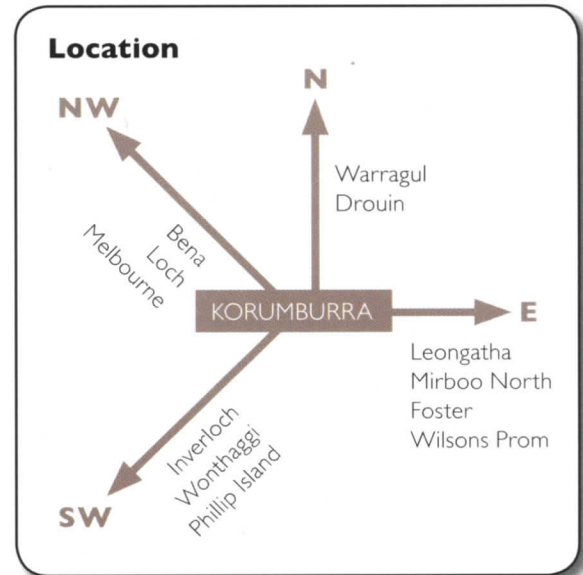 Location
NW
N
Warragul
Drouin
Bena
Loch
Melbourne
KORUMBURRA
E
Leongatha
Mirboo North
Foster
Wilsons Prom
Inverloch
Wonthaggi
Phillip Island
SW